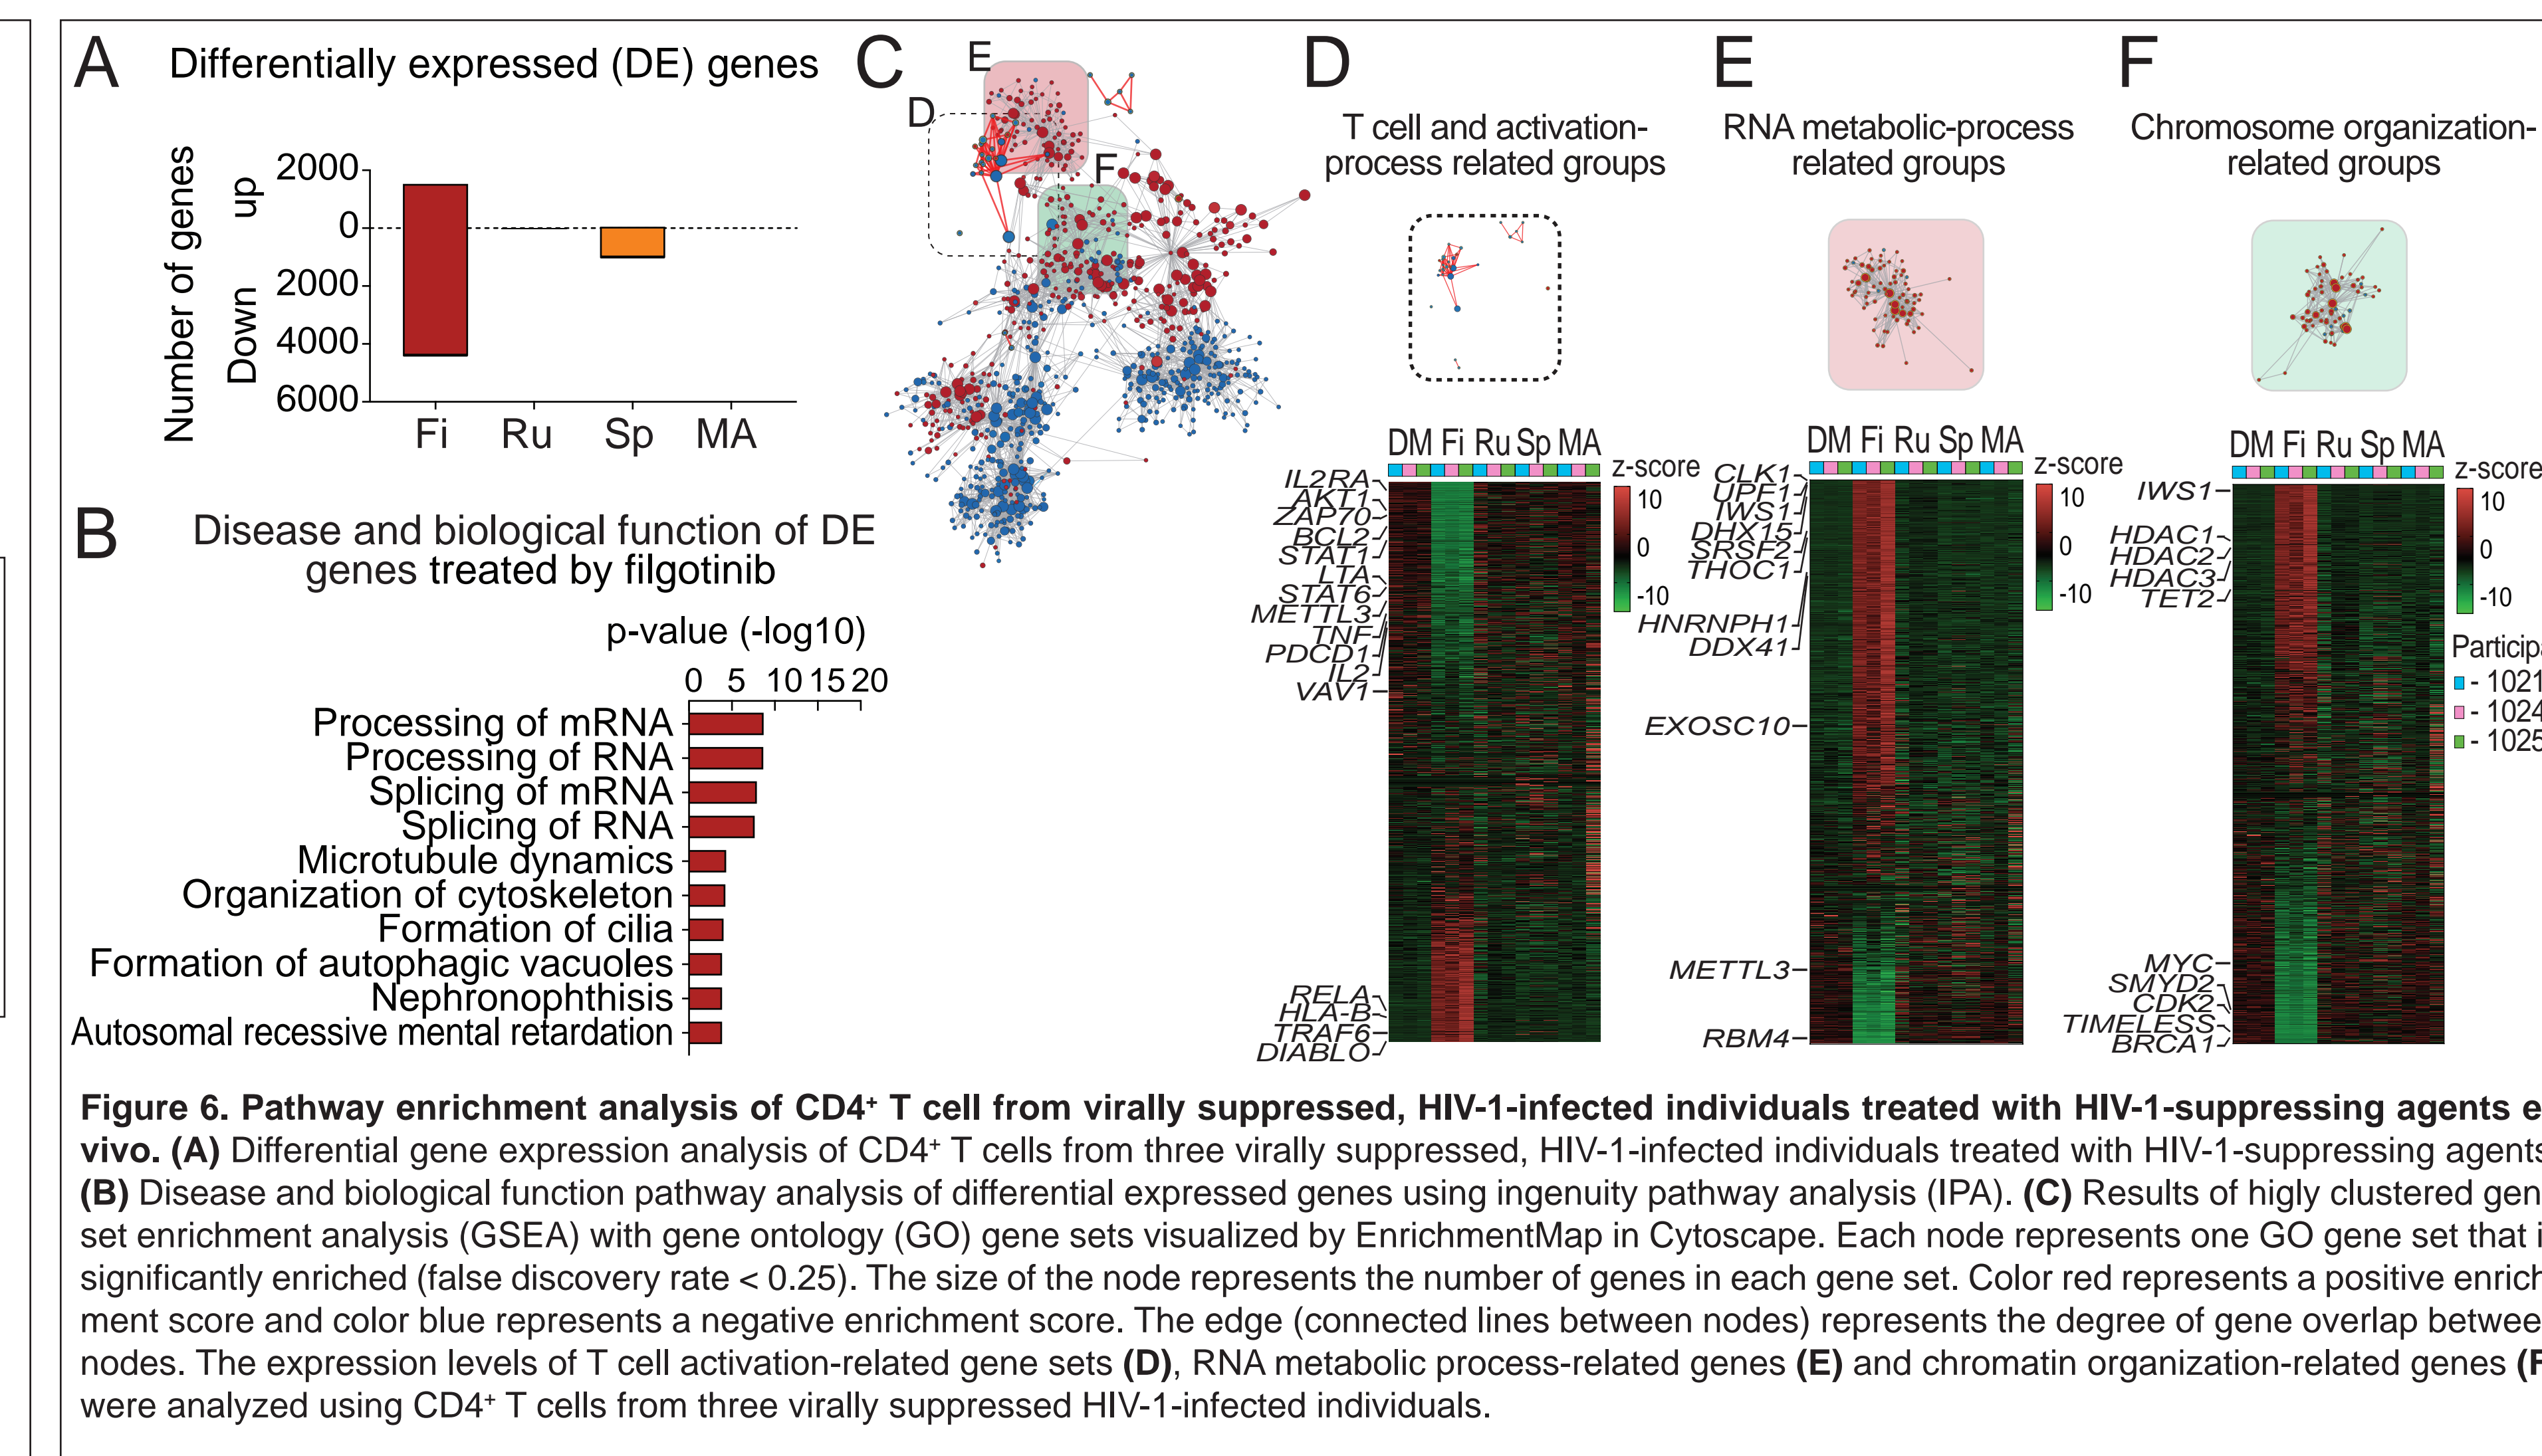 A
Differentially expressed (DE) genes
Number of genes
Down up
2000
0
2000
4000
6000
Fi Ru Sp MA
B
Disease and biological function of DE
genes treated by filgotinib
p-value (-log10)
0 5 10 15 20
Processing of mRNA
Processing of RNA
Splicing of mRNA
Splicing of RNA
Microtubule dynamics
Organization of cytoskeleton
Formation of cilia
Formation of autophagic vacuoles
Nephronophthisis
Autosomal recessive mental retardation
C
E
D
F
D
T cell and activation-
process related groups
DM Fi Ru Sp MA
z-score
10
0
-10
IL2RA
AKT1
ZAP70
BCL2
STAT1
LTA
STAT6
METTL3
TNF
PDCD1
IL2
VAV1
RELA
HLA-B
TRAF6
DIABLO
E
RNA metabolic-process
related groups
DM Fi Ru Sp MA
z-score
10
0
-10
CLK1
UPF1
IWS1
DHX15
SRSF2
THOC1
HNRNPH1
DDX41
EXOSC10
METTL3
RBM4
F
Chromosome organization-
related groups
DM Fi Ru Sp MA
z-score
10
0
-10
IWS1
HDAC1
HDAC2
HDAC3
TET2
MYC
SMYD2
CDK2
TIMELESS
BRCA1
Participa
- 1021
- 1024
- 1025
Figure 6. Pathway enrichment analysis of CD4+ T cell from virally suppressed, HIV-1-infected individuals treated with HIV-1-suppressing agents e
vivo. (A) Differential gene expression analysis of CD4+ T cells from three virally suppressed, HIV-1-infected individuals treated with HIV-1-suppressing agents
(B) Disease and biological function pathway analysis of differential expressed genes using ingenuity pathway analysis (IPA). (C) Results of higly clustered gen
set enrichment analysis (GSEA) with gene ontology (GO) gene sets visualized by EnrichmentMap in Cytoscape. Each node represents one GO gene set that i
significantly enriched (false discovery rate < 0.25). The size of the node represents the number of genes in each gene set. Color red represents a positive enrich
ment score and color blue represents a negative enrichment score. The edge (connected lines between nodes) represents the degree of gene overlap betwee
nodes. The expression levels of T cell activation-related gene sets (D), RNA metabolic process-related genes (E) and chromatin organization-related genes (F
were analyzed using CD4+ T cells from three virally suppressed HIV-1-infected individuals.